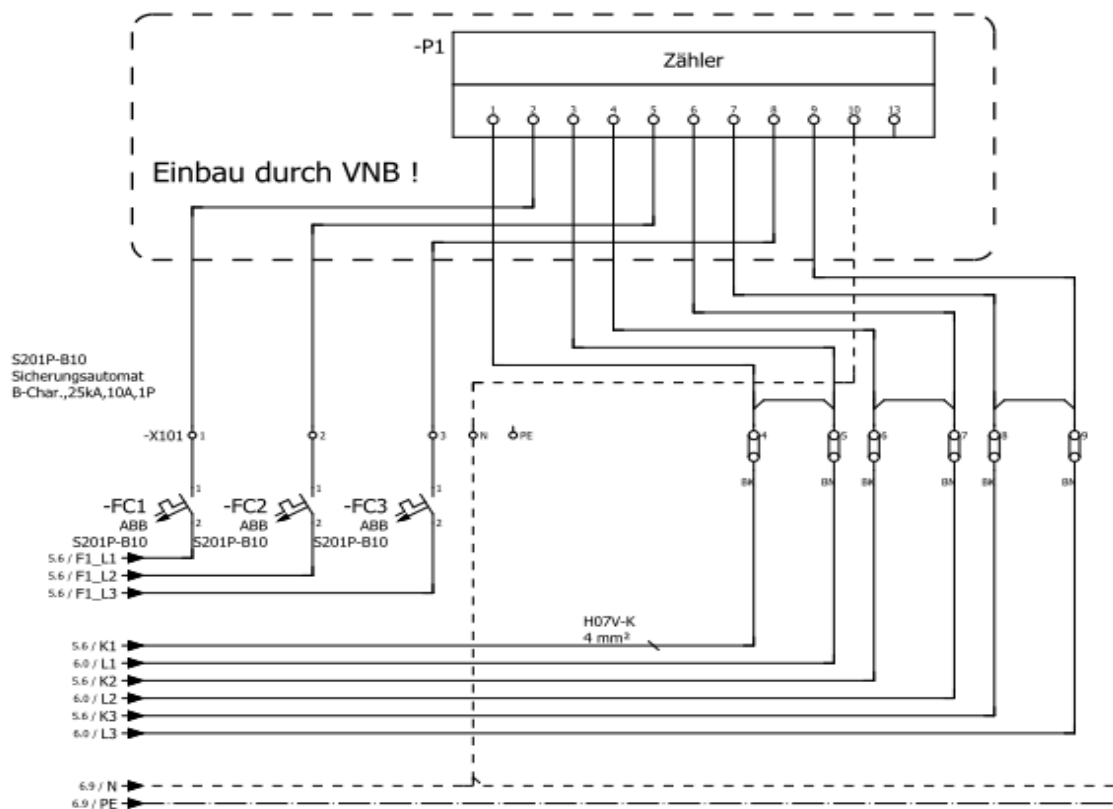 -P1
Zähler
1 2 3 4 5 6 7 8 9 10 13
Einbau durch VNB !
S201P-B10
Sicherungsautomat
B-Char.,25kA,10A,1P
-X101 1 2 3 N PE 4 5 6 7 8 9
BK BN BK BN BK BN
1 1 1
-FC1 -FC2 -FC3
ABB ABB ABB
2 2 2
S201P-B10 S201P-B10 S201P-B10
5.6 / F1_L1
5.6 / F1_L2
5.6 / F1_L3
H07V-K
4 mm²
5.6 / K1
6.0 / L1
5.6 / K2
6.0 / L2
5.6 / K3
6.0 / L3
6.9 / N
6.9 / PE